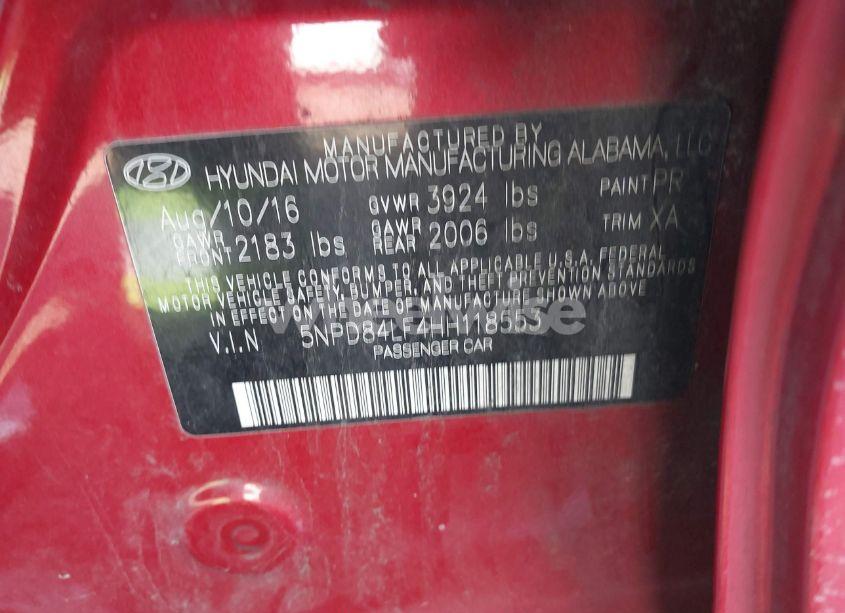 MANUFACTURED BY
HYUNDAI MOTOR MANUFACTURING ALABAMA, LLC
Aug/10/16 GVWR 3924 lbs PAINT PR
GAWR FRONT 2183 lbs GAWR REAR 2006 lbs TRIM XA
THIS VEHICLE CONFORMS TO ALL APPLICABLE U.S.A. FEDERAL
MOTOR VEHICLE SAFETY, BUMPER, AND THEFT PREVENTION STANDARDS
IN EFFECT ON THE DATE OF MANUFACTURE SHOWN ABOVE
V.I.N 5NPD84LF4HH118553
PASSENGER CAR